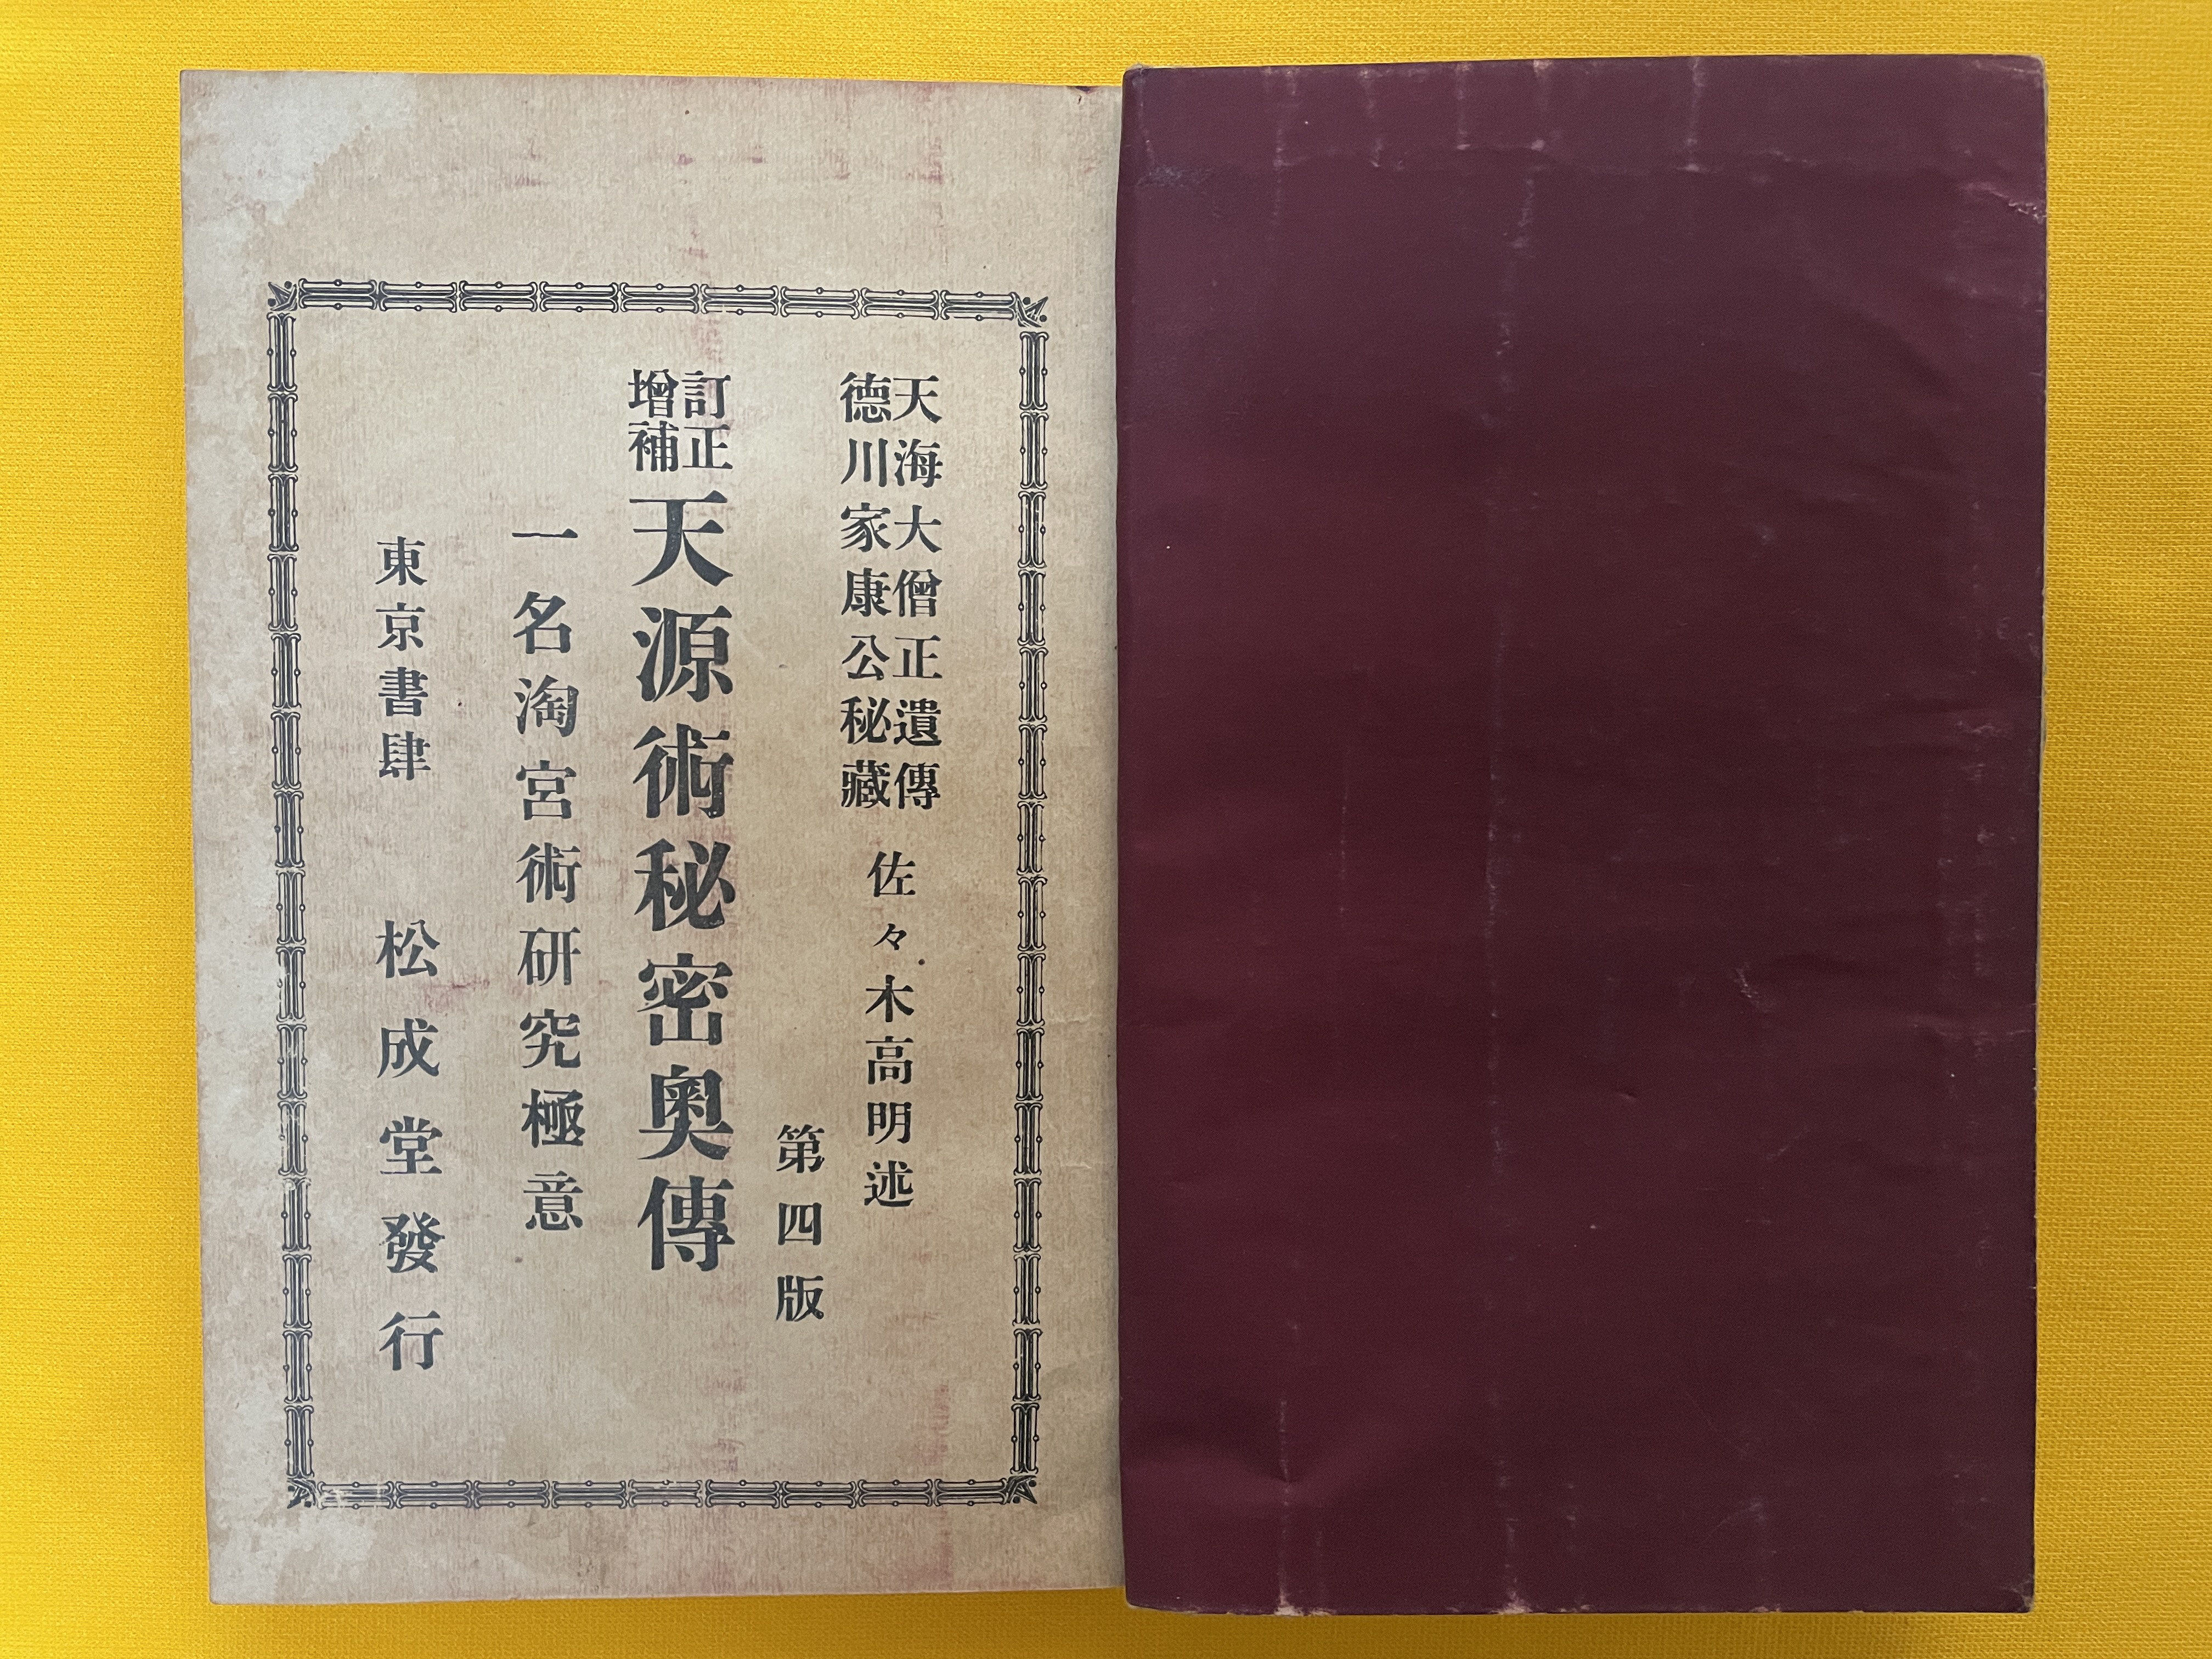 天海大僧正遺傳
德川家康公秘藏
佐々木高明述
第四版
訂正
增補
天源術秘密奥傳
一名淘宮術研究極意
東京書肆 松成堂發行